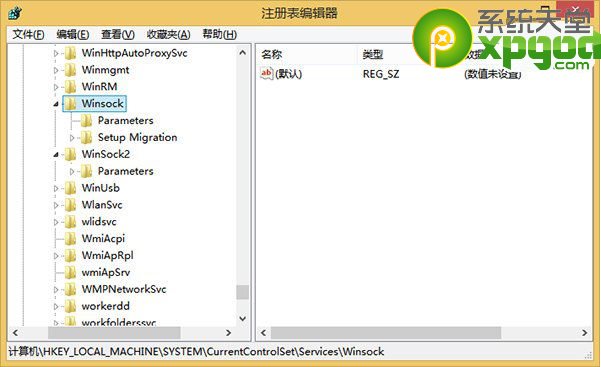 注册表编辑器
系统天堂
xpgod
文件(F) 编辑(E) 查看(V) 收藏夹(A) 帮助(H)
WinHttpAutoProxySvc
Winmgmt
WinRM
Winsock
Parameters
Setup Migration
WinSock2
Parameters
WinUsb
WlanSvc
wlidsvc
WmiAcpi
WmiApRpl
wmiApSrv
WMPNetworkSvc
workerdd
workfolderssvc
名称 类型 数据
ab (默认) REG_SZ (数值未设置)
计算机\HKEY_LOCAL_MACHINE\SYSTEM\CurrentControlSet\Services\Winsock